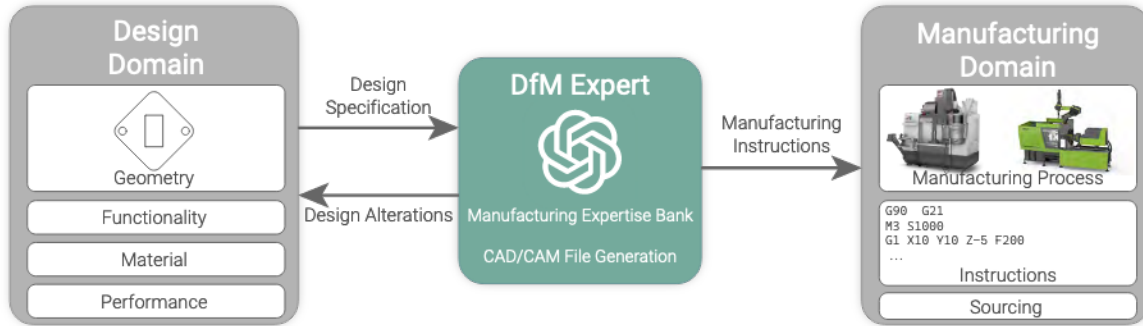 Design
Domain
Geometry
Functionality
Material
Performance
Design
Specification
Design Alterations
DfM Expert
Manufacturing Expertise Bank
CAD/CAM File Generation
Manufacturing
Instructions
Manufacturing
Domain
Manufacturing Process
G90 G21
M3 S1000
G1 X10 Y10 Z-5 F200
...
Instructions
Sourcing